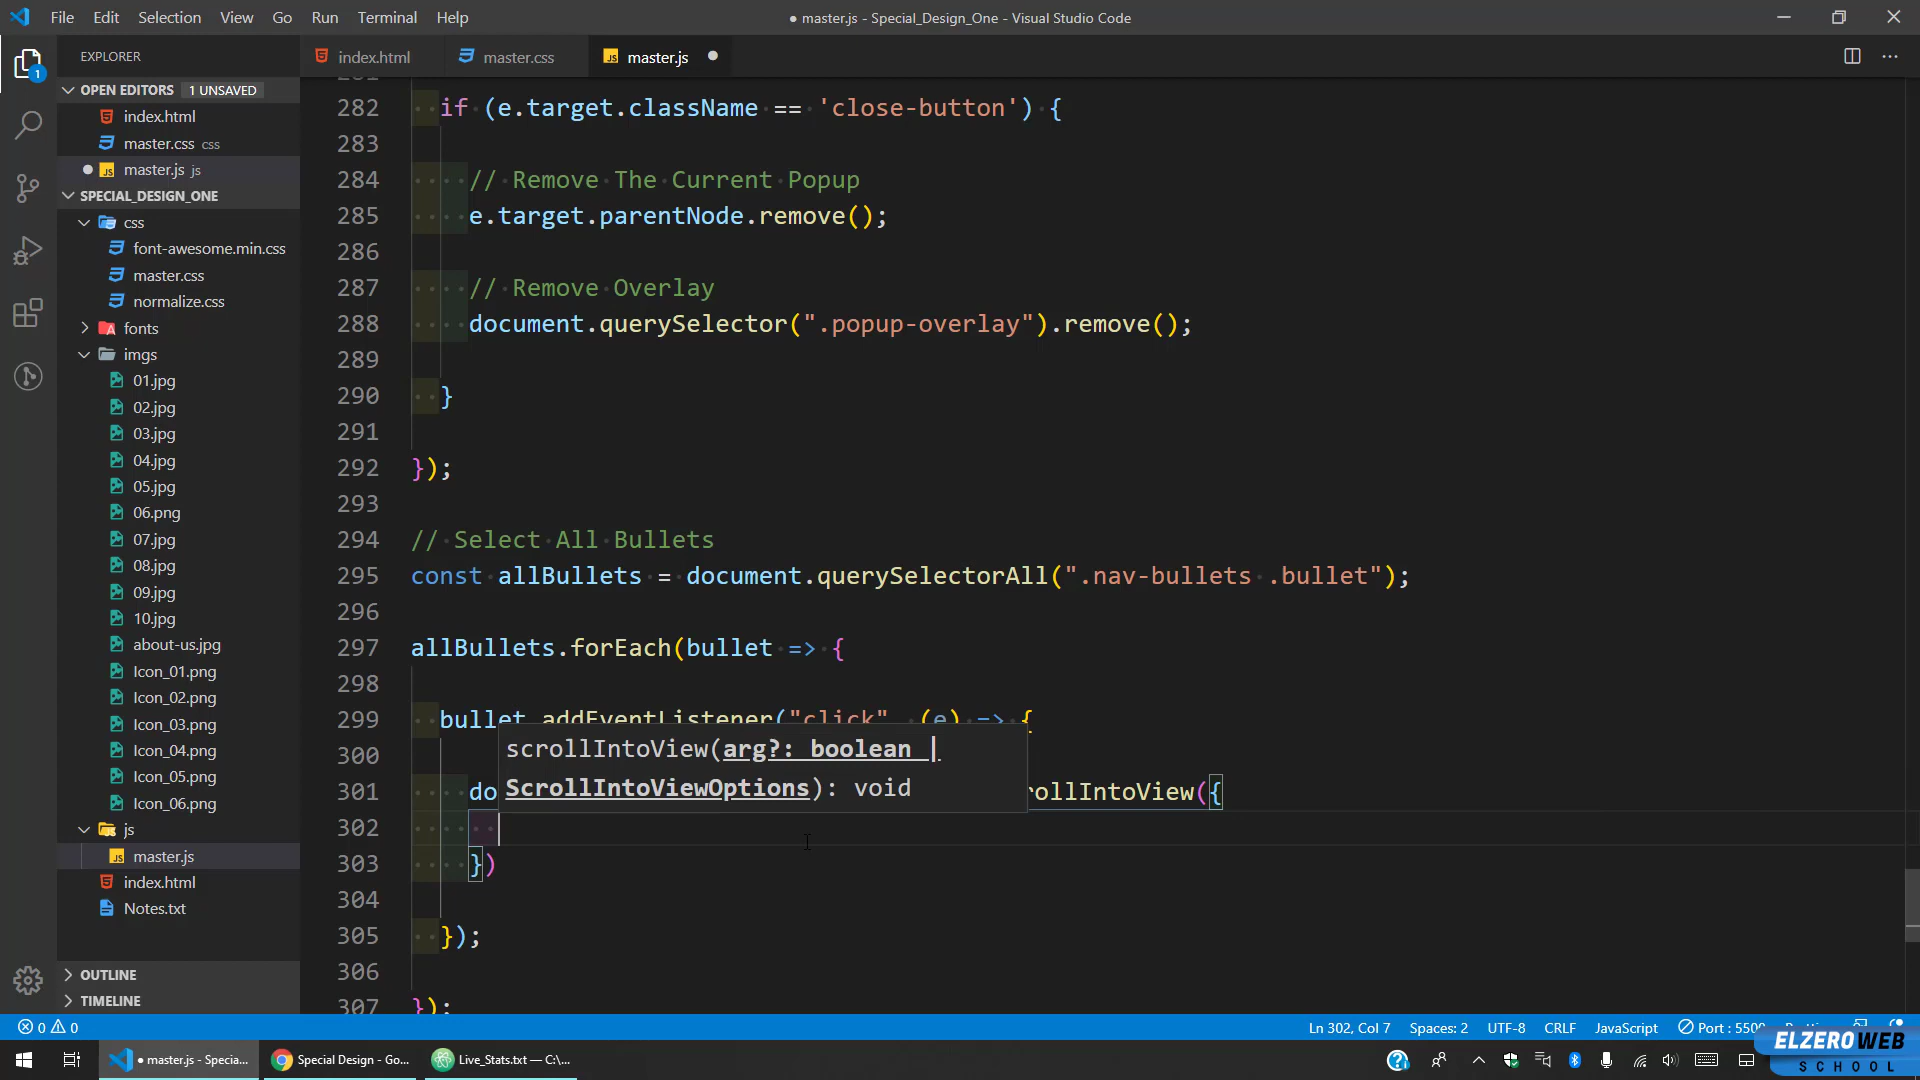 File Edit Selection View Go Run Terminal Help
● master.js - Special_Design_One - Visual Studio Code
EXPLORER
index.html
master.css
master.js
OPEN EDITORS 1 UNSAVED
index.html
master.css css
master.js js
SPECIAL_DESIGN_ONE
css
font-awesome.min.css
master.css
normalize.css
fonts
imgs
01.jpg
02.jpg
03.jpg
04.jpg
05.jpg
06.png
07.jpg
08.jpg
09.jpg
10.jpg
about-us.jpg
Icon_01.png
Icon_02.png
Icon_03.png
Icon_04.png
Icon_05.png
Icon_06.png
js
master.js
index.html
Notes.txt
OUTLINE
TIMELINE
1
282 if (e.target.className == 'close-button') {
283
284 // Remove The Current Popup
285 e.target.parentNode.remove();
286
287 // Remove Overlay
288 document.querySelector(".popup-overlay").remove();
289
290 }
291
292 });
293
294 // Select All Bullets
295 const allBullets = document.querySelectorAll(".nav-bullets .bullet");
296
297 allBullets.forEach(bullet => {
298
299 bullet.addEventListener("click", (e) => {
300
scrollIntoView(arg?: boolean |
ScrollIntoViewOptions): void
301 do rollIntoView({
302
303 })
304
305 });
306
307 });
0 0
Ln 302, Col 7 Spaces: 2 UTF-8 CRLF JavaScript Port : 5500
● master.js - Specia...
Special Design - Go...
Live_Stats.txt — C:\...
ELZEROWEB
SCHOOL